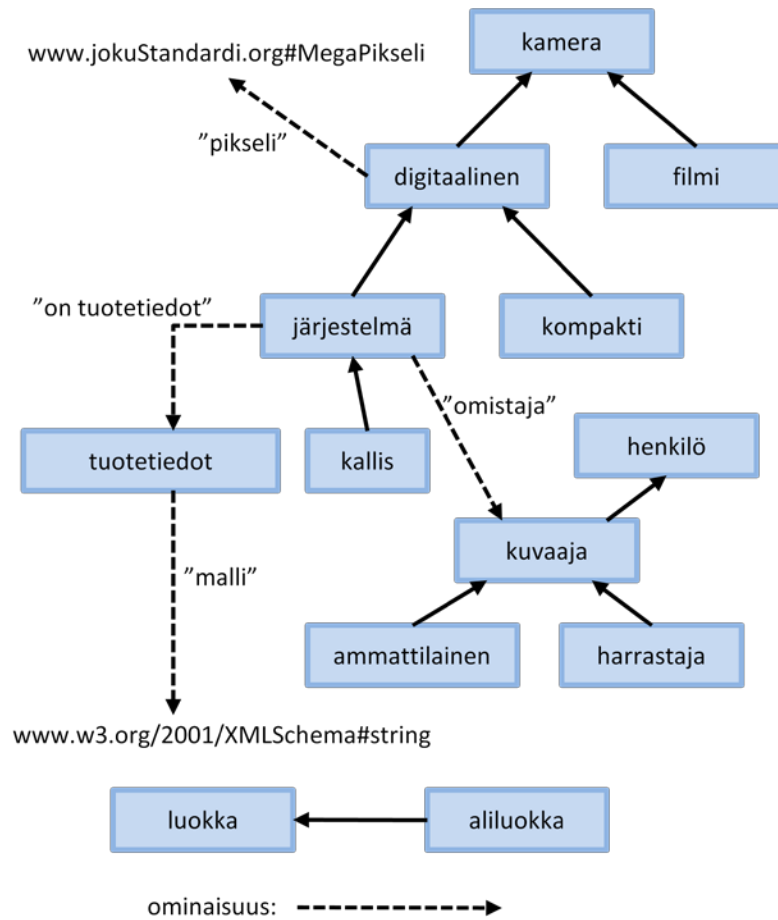 kamera
www.jokuStandardi.org#MegaPikseli
”pikseli”
digitaalinen
filmi
”on tuotetiedot”
järjestelmä
kompakti
”omistaja”
tuotetiedot
kallis
henkilö
kuvaaja
”malli”
ammattilainen
harrastaja
www.w3.org/2001/XMLSchema#string
luokka
aliluokka
ominaisuus: